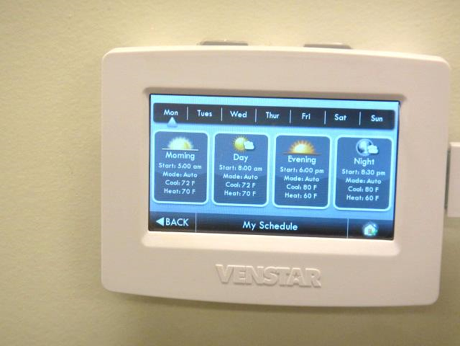 Mon Tues Wed Thur Fri Sat Sun
Morning
Start: 5:00 am
Mode: Auto
Cool: 72 F
Heat: 70 F
Day
Start: 8:00 am
Mode: Auto
Cool: 72 F
Heat: 70 F
Evening
Start: 6:00 pm
Mode: Auto
Cool: 80 F
Heat: 60 F
Night
Start: 8:30 pm
Mode: Auto
Cool: 80 F
Heat: 60 F
BACK My Schedule
VENSTAR